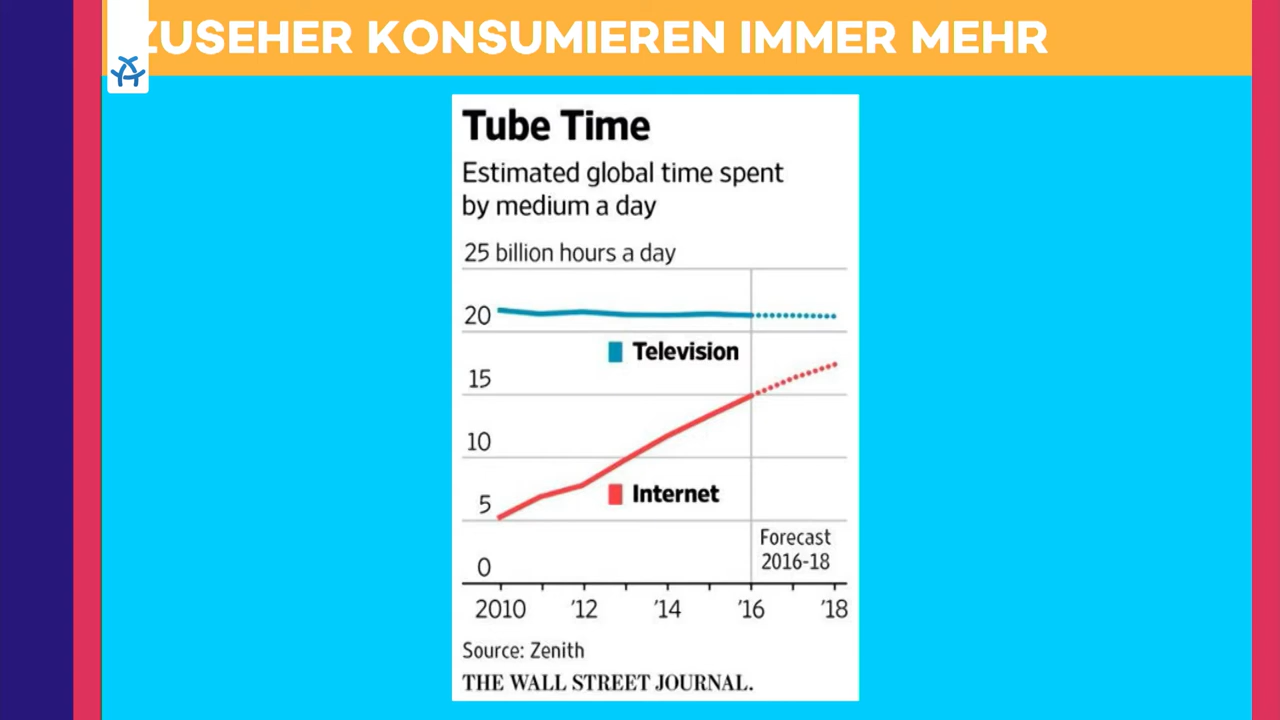 ZUSEHER KONSUMIEREN IMMER MEHR
Tube Time
Estimated global time spent
by medium a day
25 billion hours a day
20
Television
15
10
Internet
5
Forecast
2016-18
0
2010 '12 '14 '16 '18
Source: Zenith
THE WALL STREET JOURNAL.